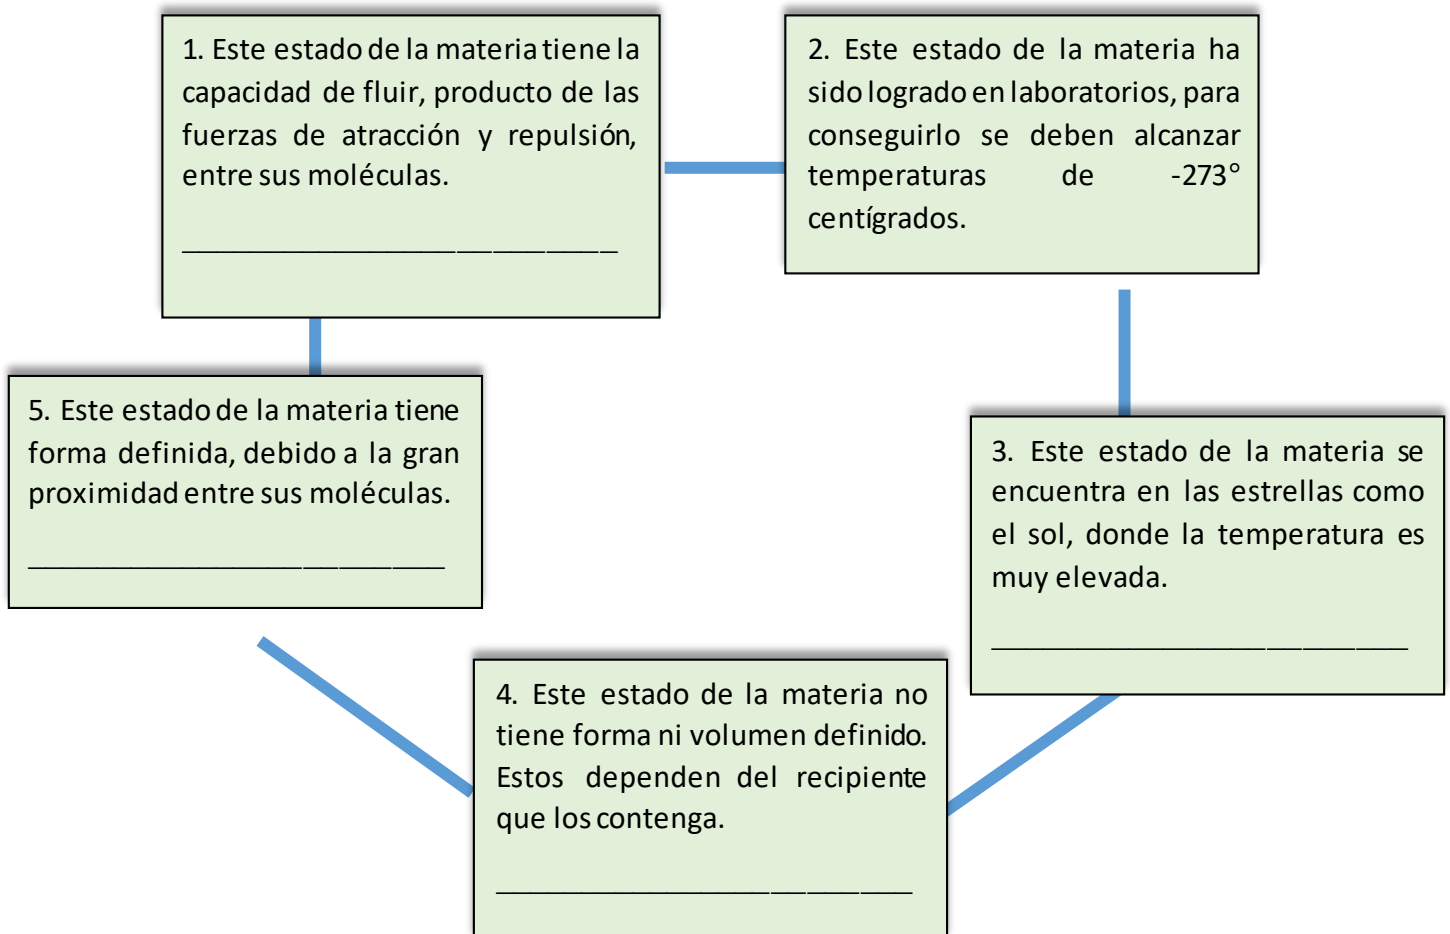 1. Este estado de la materia tiene la
capacidad de fluir, producto de las
fuerzas de atracción y repulsión,
entre sus moléculas.
___________________________
2. Este estado de la materia ha
sido logrado en laboratorios, para
conseguirlo se deben alcanzar
temperaturas de -273°
centígrados.
3. Este estado de la materia se
encuentra en las estrellas como
el sol, donde la temperatura es
muy elevada.
__________________________
4. Este estado de la materia no
tiene forma ni volumen definido.
Estos dependen del recipiente
que los contenga.
__________________________
5. Este estado de la materia tiene
forma definida, debido a la gran
proximidad entre sus moléculas.
__________________________